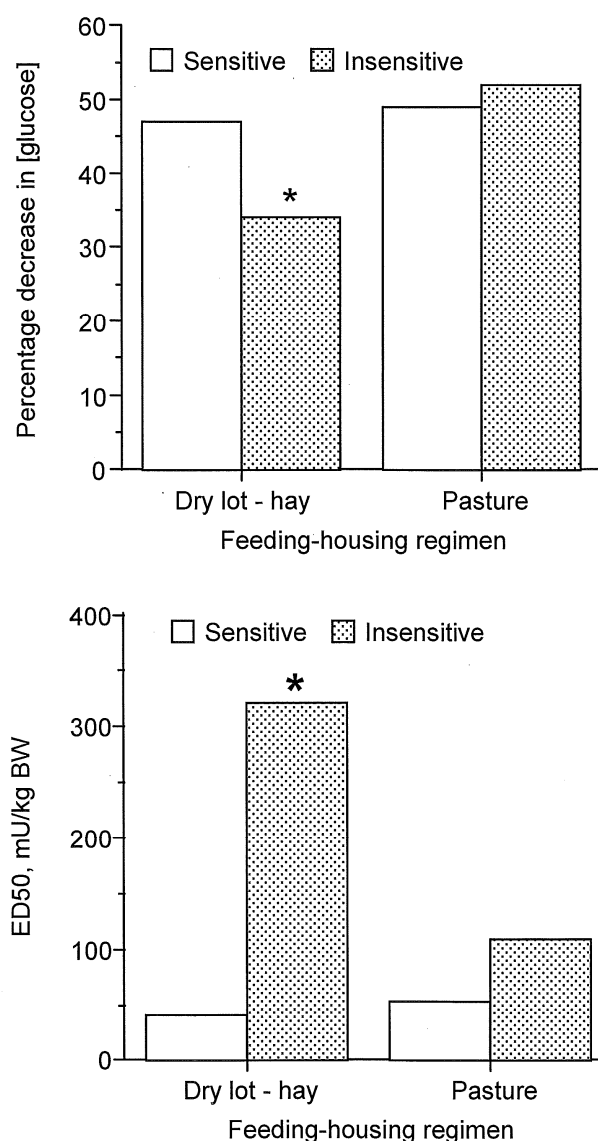 60
Sensitive Insensitive
50
40
30
20
10
0
Percentage decrease in [glucose]
*
Dry lot - hay Pasture
Feeding-housing regimen
400
Sensitive Insensitive
300
200
100
0
ED50, mU/kg BW
*
Dry lot - hay Pasture
Feeding-housing regimen